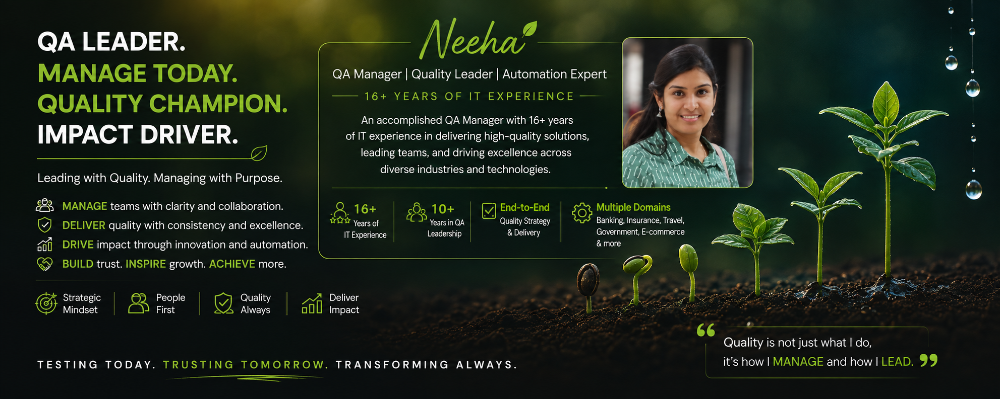 QA LEADER.
MANAGE TODAY.
QUALITY CHAMPION.
IMPACT DRIVER.
Leading with Quality. Managing with Purpose.
MANAGE teams with clarity and collaboration.
DELIVER quality with consistency and excellence.
DRIVE impact through innovation and automation.
BUILD trust. INSPIRE growth. ACHIEVE more.
Strategic
Mindset
People
First
Quality
Always
Deliver
Impact
Neeha
QA Manager | Quality Leader | Automation Expert
16+ YEARS OF IT EXPERIENCE
An accomplished QA Manager with 16+ years
of IT experience in delivering high-quality solutions,
leading teams, and driving excellence across
diverse industries and technologies.
16+
Years of
IT Experience
10+
Years in QA
Leadership
End-to-End
Quality Strategy
& Delivery
Multiple Domains
Banking, Insurance, Travel,
Government, E-commerce
& more
TESTING TODAY. TRUSTING TOMORROW. TRANSFORMING ALWAYS.
“Quality is not just what I do,
it's how I MANAGE and how I LEAD.”